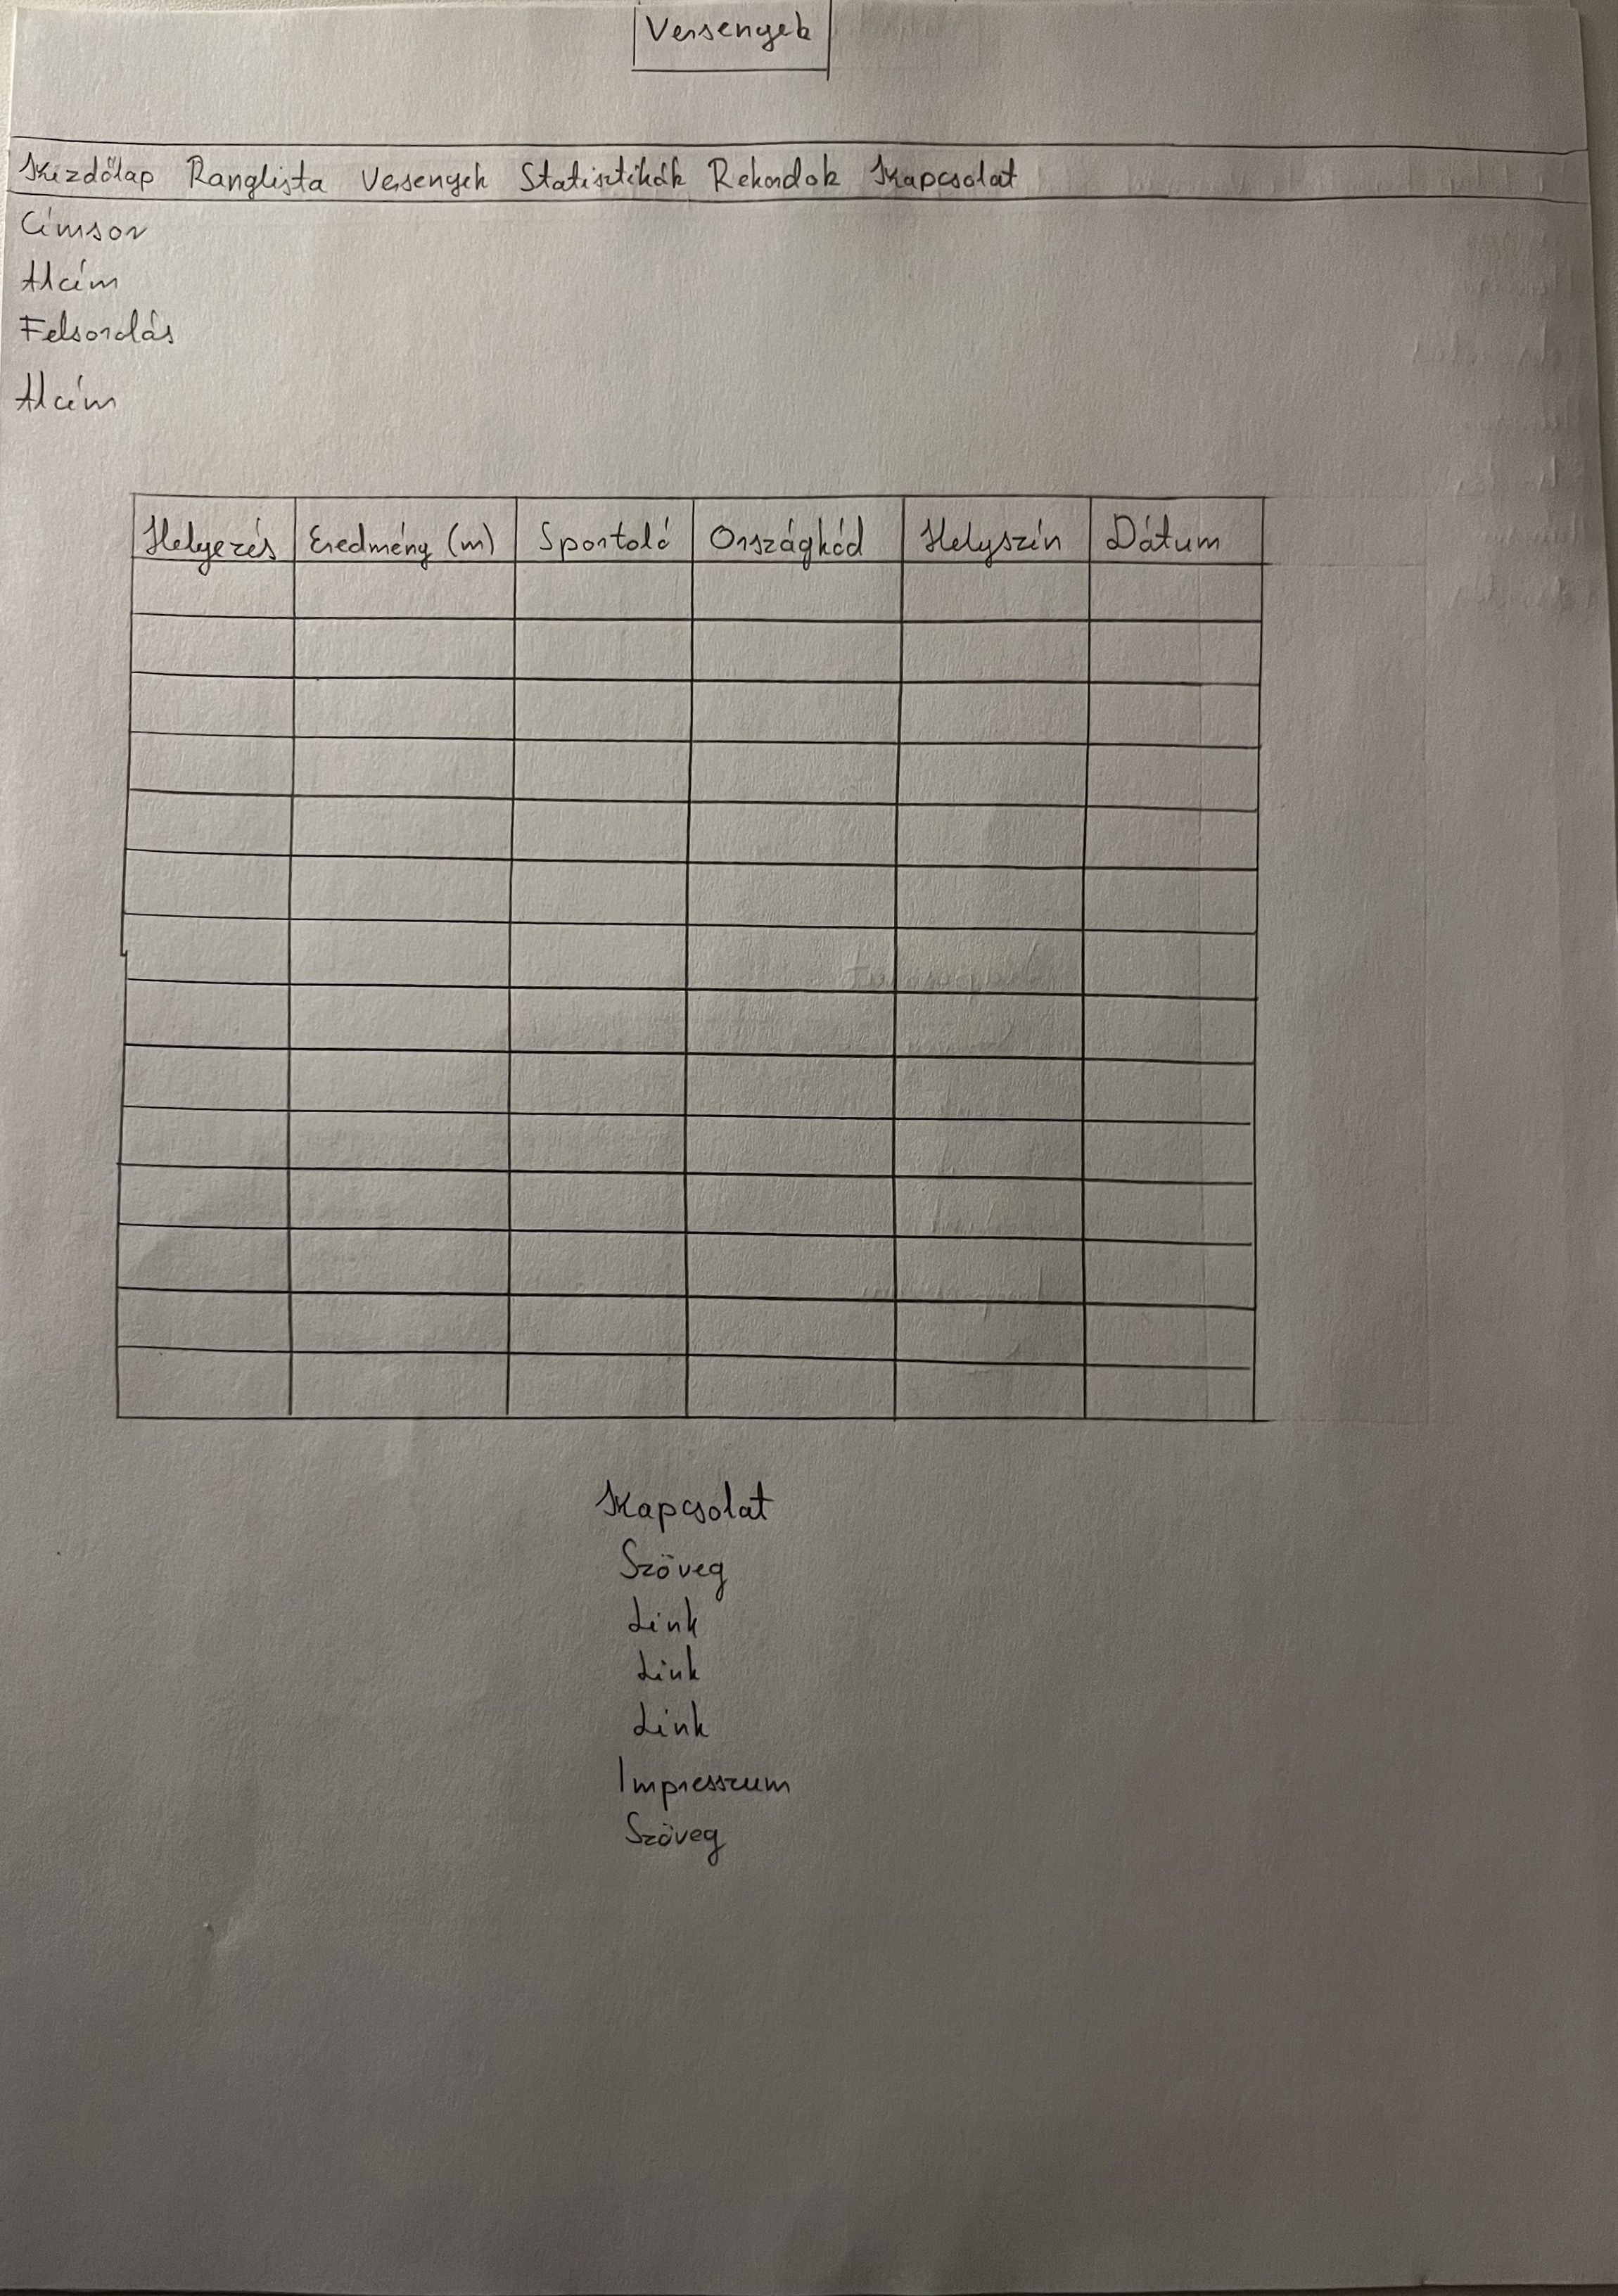 Versenyek
Kezdőlap Ranglista Versenyek Statisztikák Rekordok Kapcsolat
Címsor
Alcím
Felsorolás
Alcím
Helyezés Eredmény (m) Sportoló Országkód Helyszín Dátum
Kapcsolat
Szöveg
Link
Link
Link
Impresszum
Szöveg